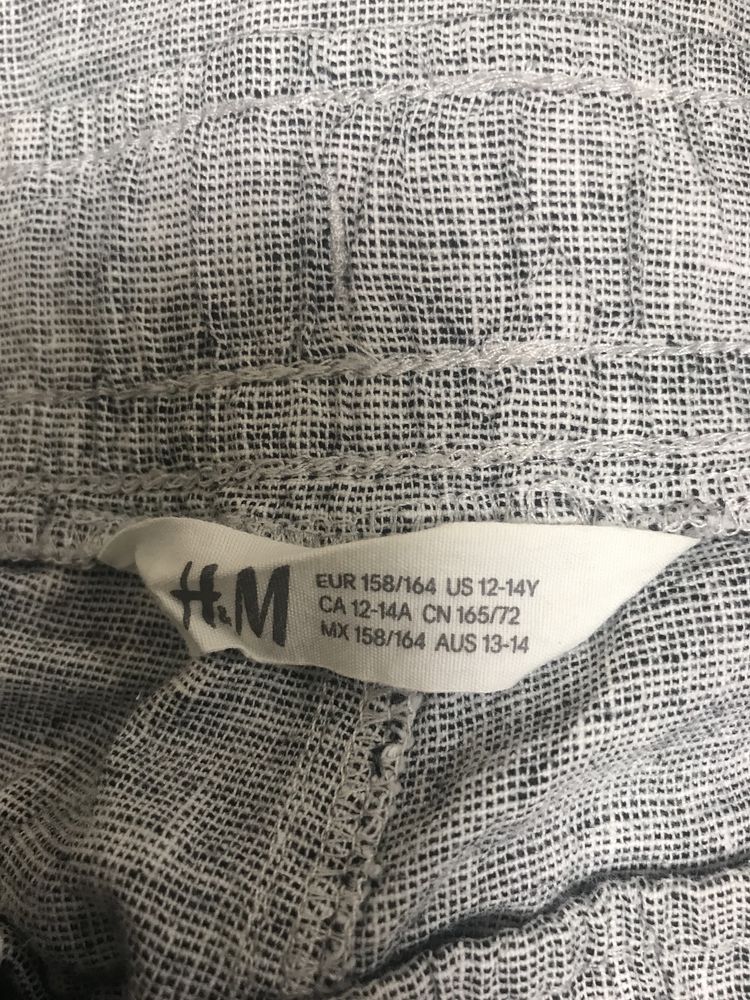 H&M
EUR 158/164 US 12-14Y
CA 12-14A CN 165/72
MX 158/164 AUS 13-14